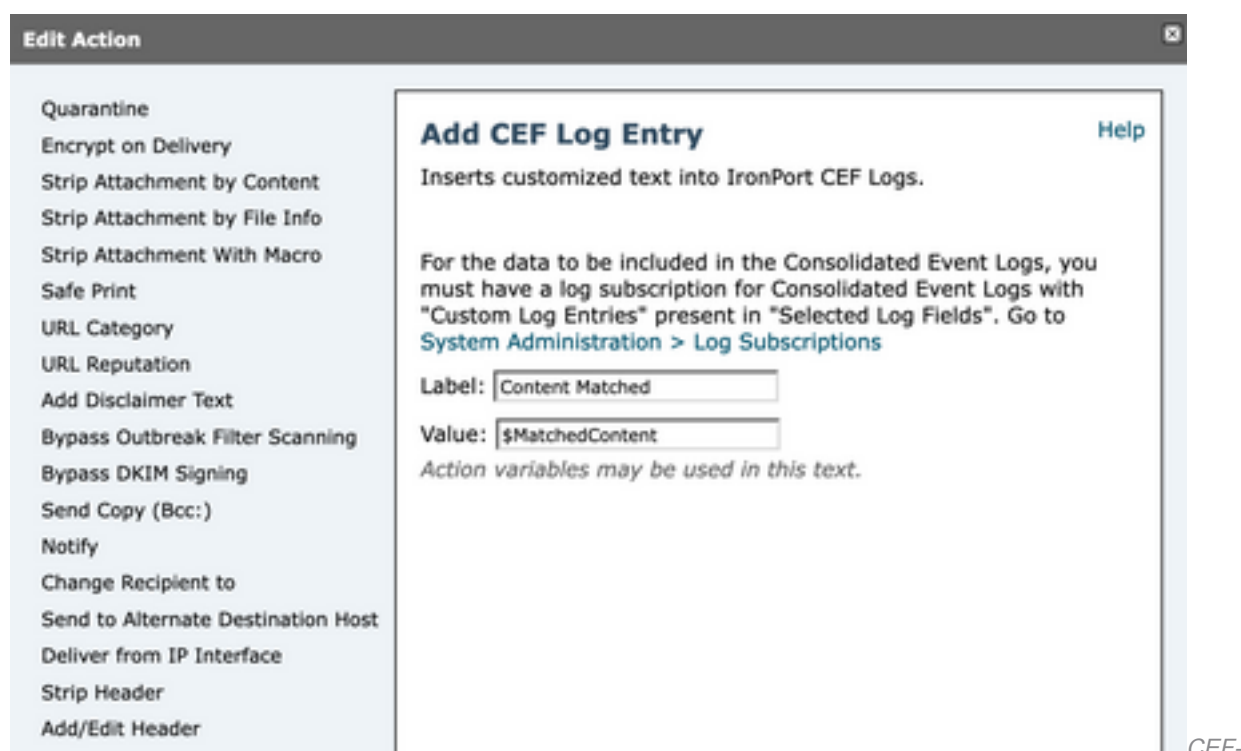 Edit Action
Quarantine
Encrypt on Delivery
Strip Attachment by Content
Strip Attachment by File Info
Strip Attachment With Macro
Safe Print
URL Category
URL Reputation
Add Disclaimer Text
Bypass Outbreak Filter Scanning
Bypass DKIM Signing
Send Copy (Bcc:)
Notify
Change Recipient to
Send to Alternate Destination Host
Deliver from IP Interface
Strip Header
Add/Edit Header
Add CEF Log Entry
Help
Inserts customized text into IronPort CEF Logs.
For the data to be included in the Consolidated Event Logs, you
must have a log subscription for Consolidated Event Logs with
"Custom Log Entries" present in "Selected Log Fields". Go to
System Administration > Log Subscriptions
Label: Content Matched
Value: $MatchedContent
Action variables may be used in this text.
CEF-